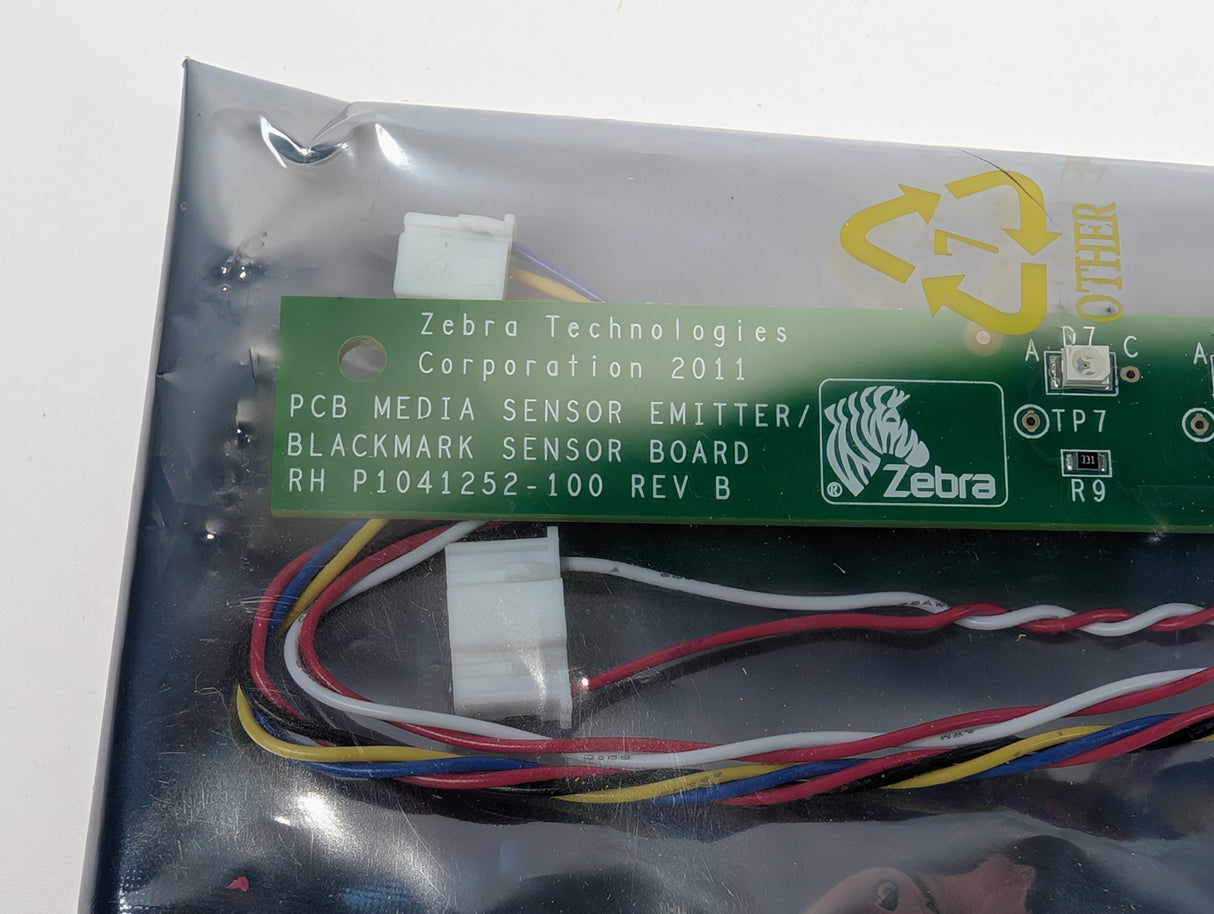 Zebra Technologies
Corporation 2011
PCB MEDIA SENSOR EMITTER/
BLACKMARK SENSOR BOARD
RH P1041252-100 REV B
® Zebra
A D7 C
TP7
R9
331
A
7
OTHER
AWM